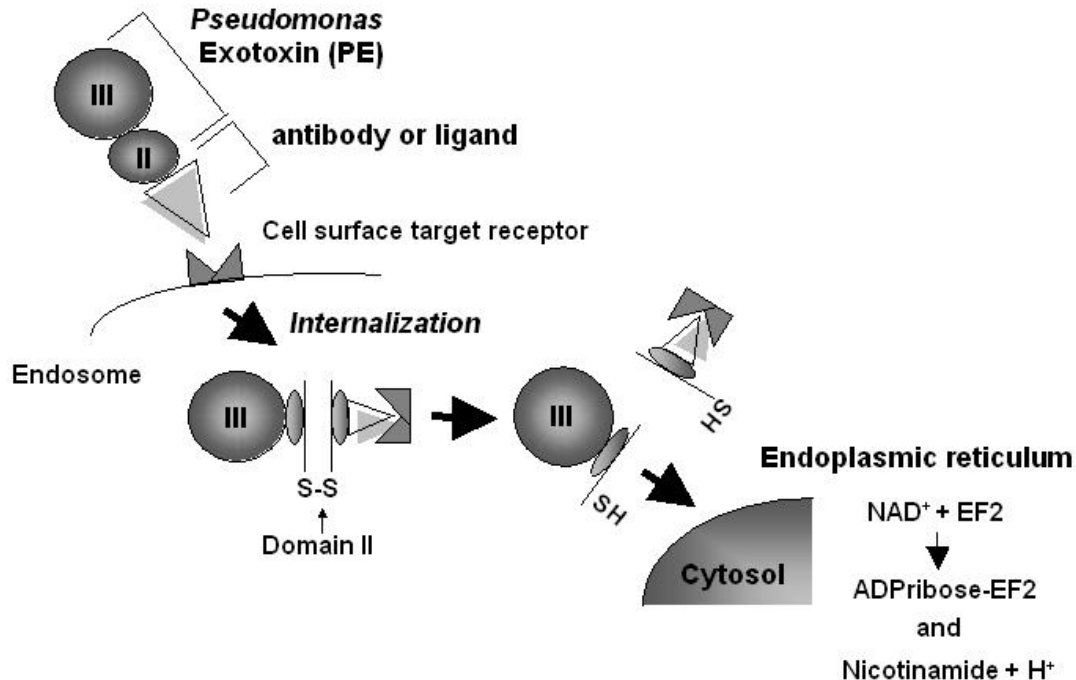 Pseudomonas
Exotoxin (PE)
III
II
antibody or ligand
Cell surface target receptor
Internalization
Endosome
III
S-S
Domain II
III
SH
SH
Endoplasmic reticulum
Cytosol
NAD⁺ + EF2
ADPribose-EF2
and
Nicotinamide + H⁺